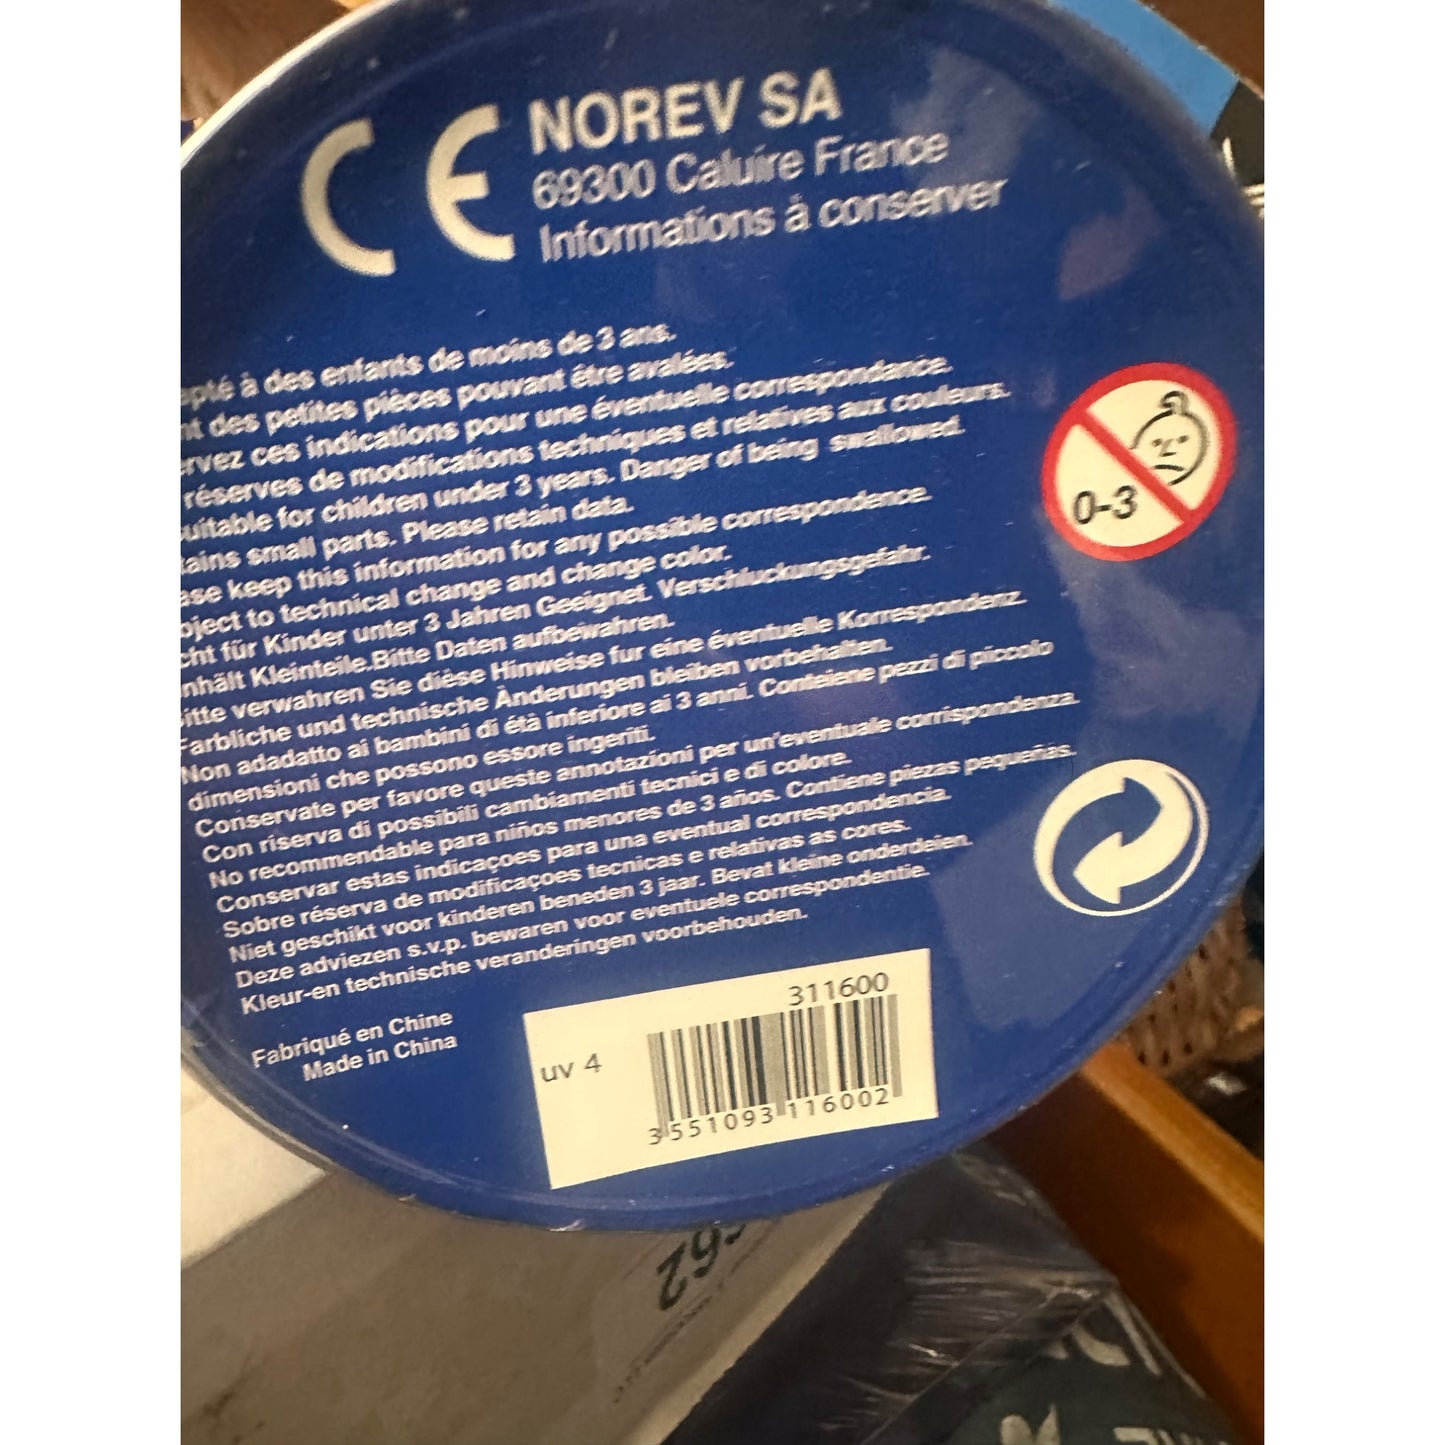 CE NOREV SA
69300 Caluire France
Informations à conserver
pté à des enfants de moins de 3 ans.
nt des petites pièces pouvant être avalées.
rvez ces indications pour une éventuelle correspondance.
réserves de modifications techniques et relatives aux couleurs.
uitable for children under 3 years. Danger of being swallowed.
tains small parts. Please retain data.
ase keep this information for any possible correspondence.
bject to technical change and change color.
cht für Kinder unter 3 Jahren Geeignet. Verschluckungsgefahr.
nhält Kleinteile.Bitte Daten aufbewahren.
itte verwahren Sie diése Hinweise fur eine éventuelle Korrespondenz.
Farbliche und technische Änderungen bleiben vorbehalten.
Non adadatto ai bambini di étà inferiore ai 3 anni. Conteiene pezzi di piccolo
dimensioni che possono essore ingeriti.
Conservate per favore queste annotazioni per un'eventuale corrispondenza.
Con riserva di possibili cambiamenti tecnici e di colore.
No recommendable para niños menores de 3 años. Contiene piezas pequeñas.
Conservar estas indicaçoes para una eventual correspondencia.
Sobre réserva de modificaçoes tecnicas e relativas as cores.
Niet geschikt voor kinderen beneden 3 jaar. Bevat kleine onderdeien.
Deze adviezen s.v.p. bewaren voor eventuele correspondentie.
Kleur-en technische veranderingen voorbehouden.
0-3
Fabriqué en Chine
Made in China
311600
uv 4
3 551093 116002